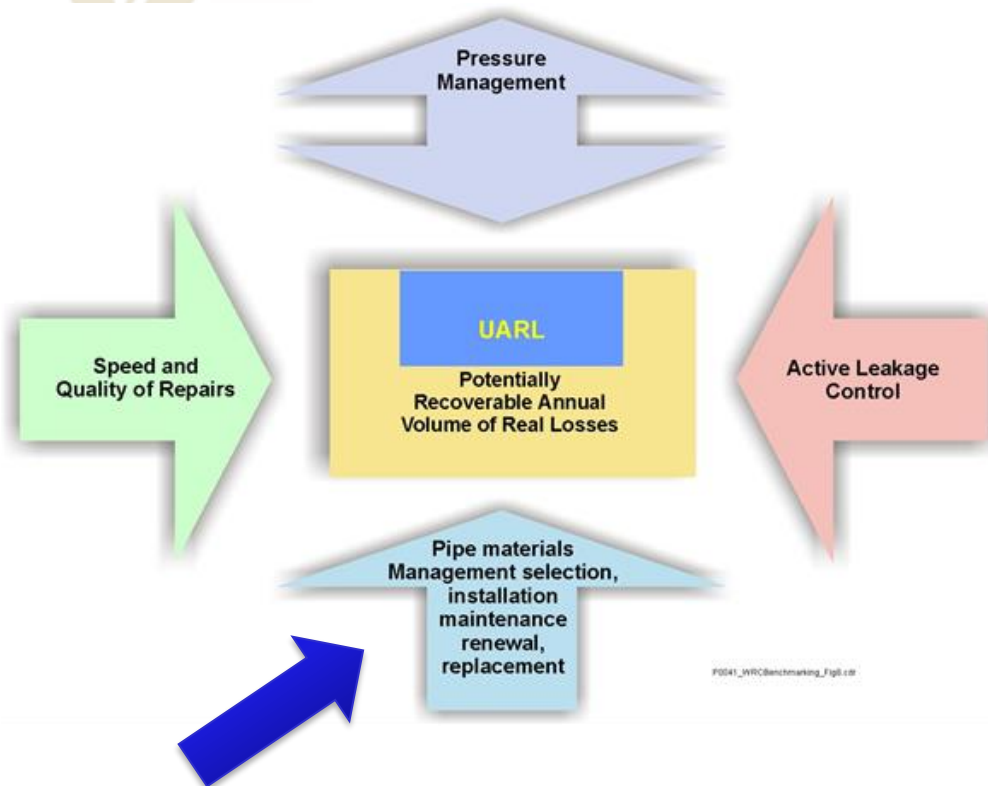 Pressure
Management
Speed and
Quality of Repairs
UARL
Potentially
Recoverable Annual
Volume of Real Losses
Active Leakage
Control
Pipe materials
Management selection,
installation
maintenance
renewal,
replacement
P0041_WRCBenchmarking_Fig8.cdr